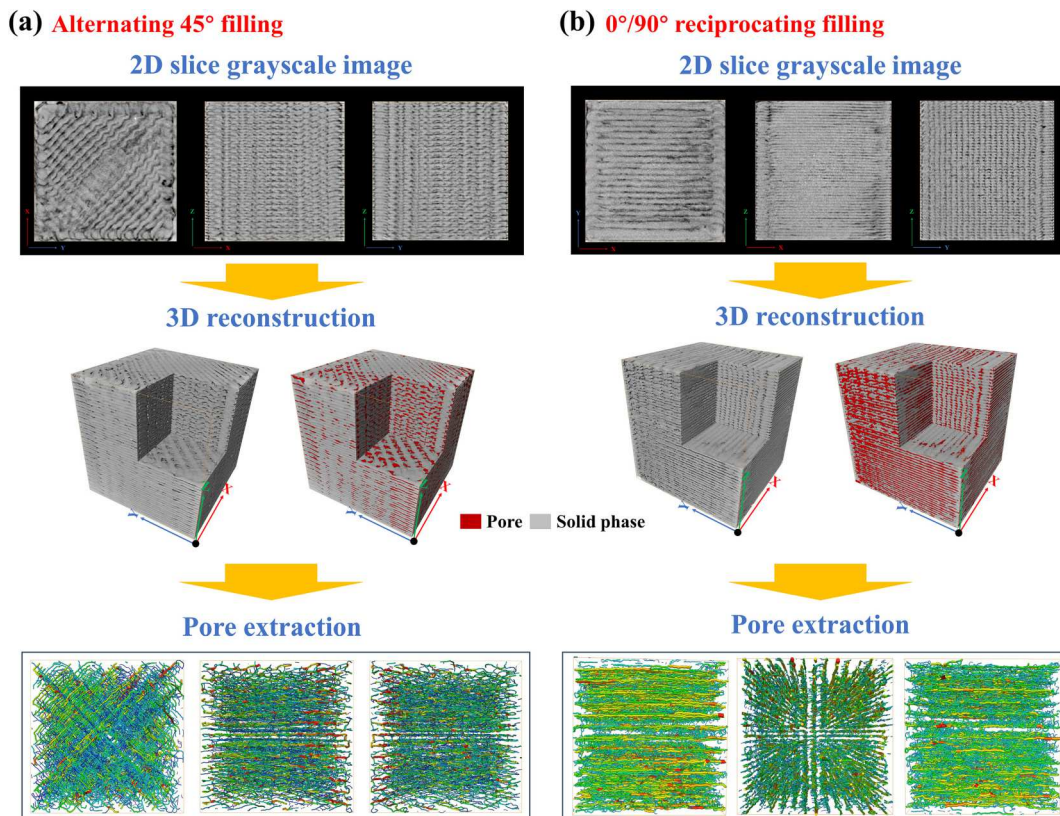 (a) Alternating 45° filling
2D slice grayscale image
X
Y
Z
X
Z
Y
3D reconstruction
Z
X
Y
Z
X
Y
Pore extraction
(b) 0°/90° reciprocating filling
2D slice grayscale image
X
Y
Z
X
Z
Y
3D reconstruction
Z
X
Y
Z
X
Y
Pore Solid phase
Pore extraction